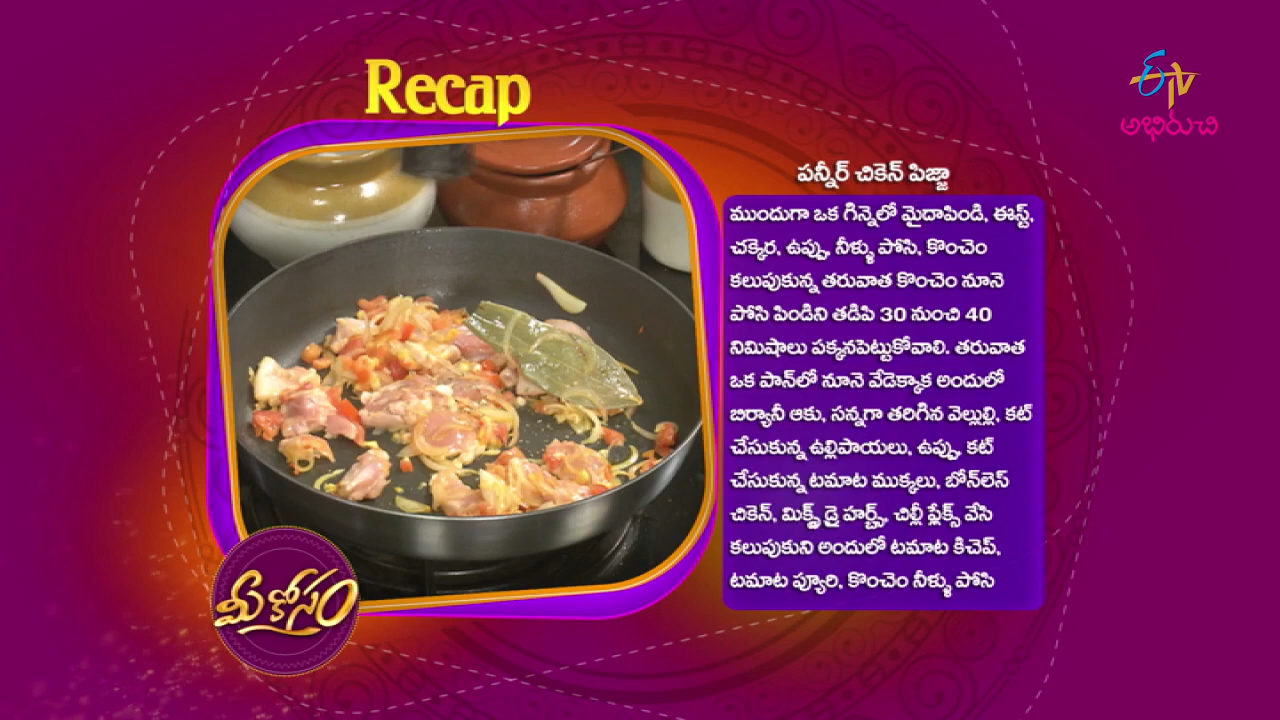 Recap
ETV
అభిరుచి
పన్నీర్ చికెన్ పిజ్జా
ముందుగా ఒక గిన్నెలో మైదాపిండి, ఈస్ట్,
చక్కెర, ఉప్పు, నీళ్ళు పోసి, కొంచెం
కలుపుకున్న తరువాత కొంచెం నూనె
పోసి పిండిని తడిపి 30 నుంచి 40
నిమిషాలు పక్కనపెట్టుకోవాలి. తరువాత
ఒక పాన్‌లో నూనె వేడెక్కాక అందులో
బిర్యానీ ఆకు, సన్నగా తరిగిన వెల్లుల్లి, కట్
చేసుకున్న ఉల్లిపాయలు, ఉప్పు, కట్
చేసుకున్న టమాట ముక్కలు, బోన్‌లెస్
చికెన్, మిక్స్డ్ డ్రై హర్బ్స్, చిల్లీ ఫ్లేక్స్ వేసి
కలుపుకుని అందులో టమాట కిచెప్,
టమాట ప్యూరి, కొంచెం నీళ్ళు పోసి
మీ కోసం